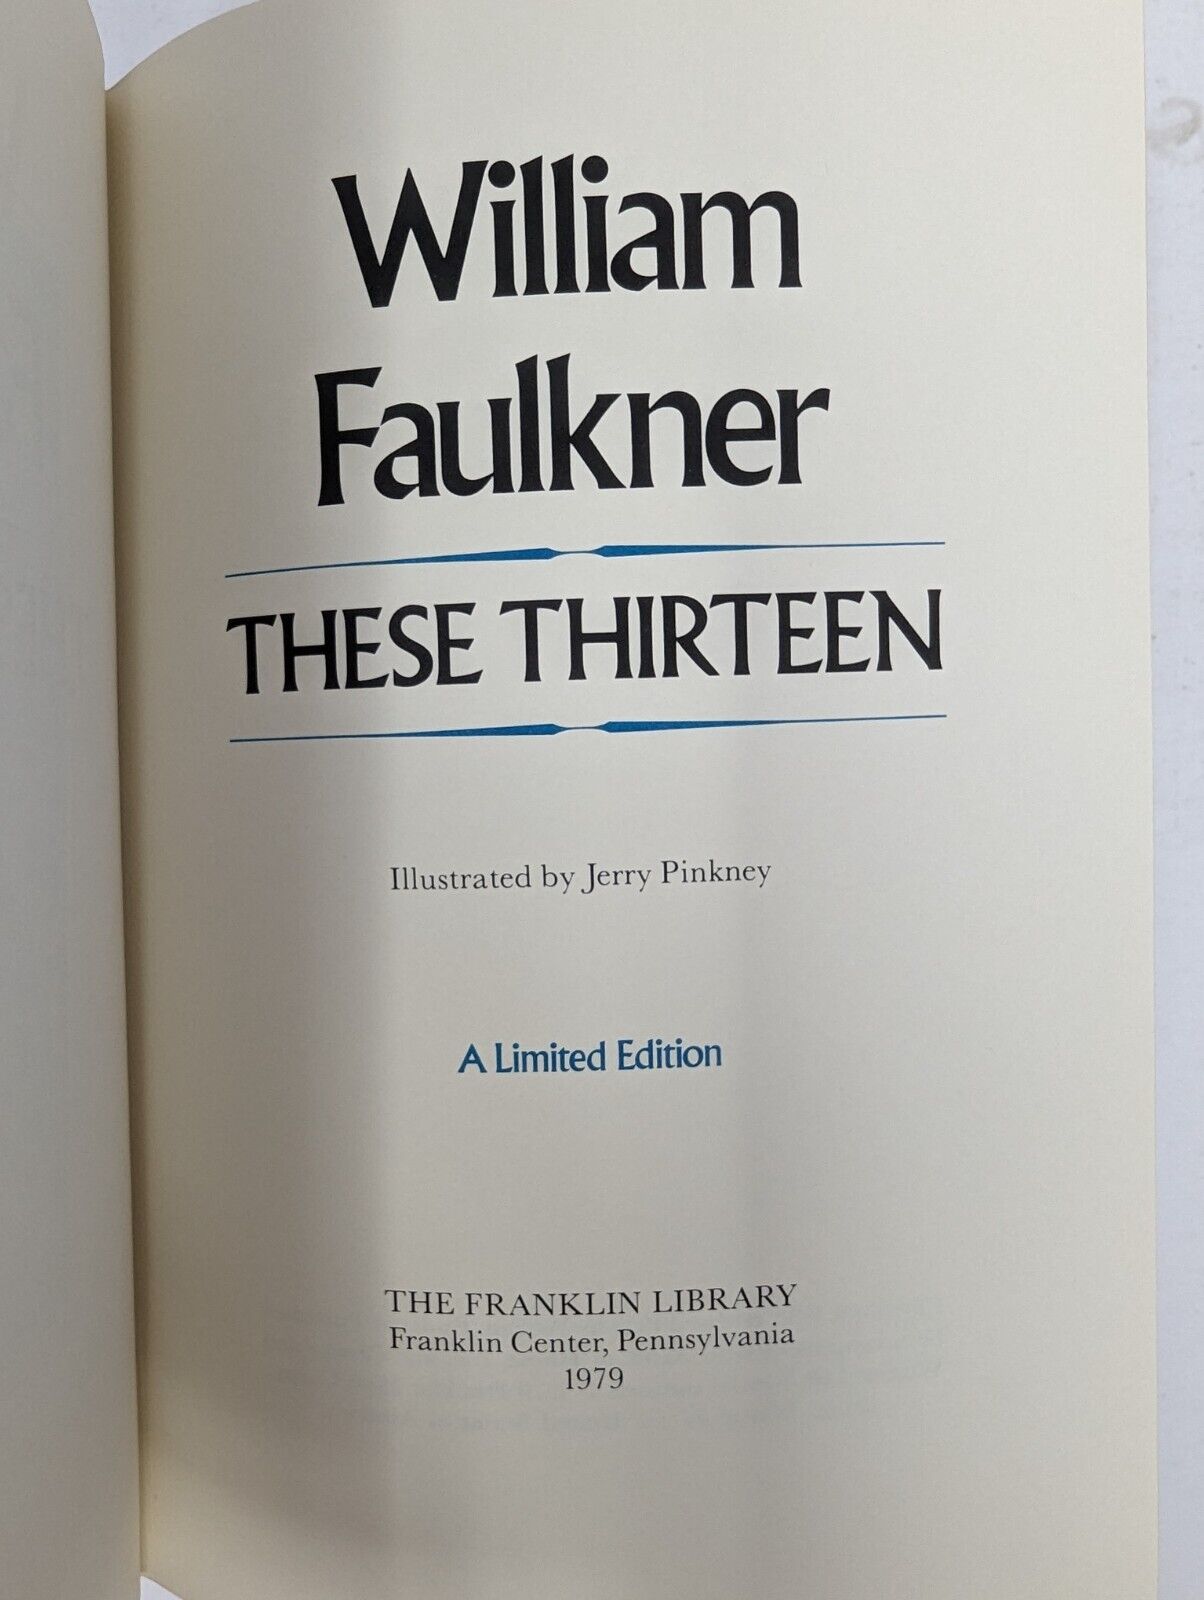 William
Faulkner
THESE THIRTEEN
Illustrated by Jerry Pinkney
A Limited Edition
THE FRANKLIN LIBRARY
Franklin Center, Pennsylvania
1979